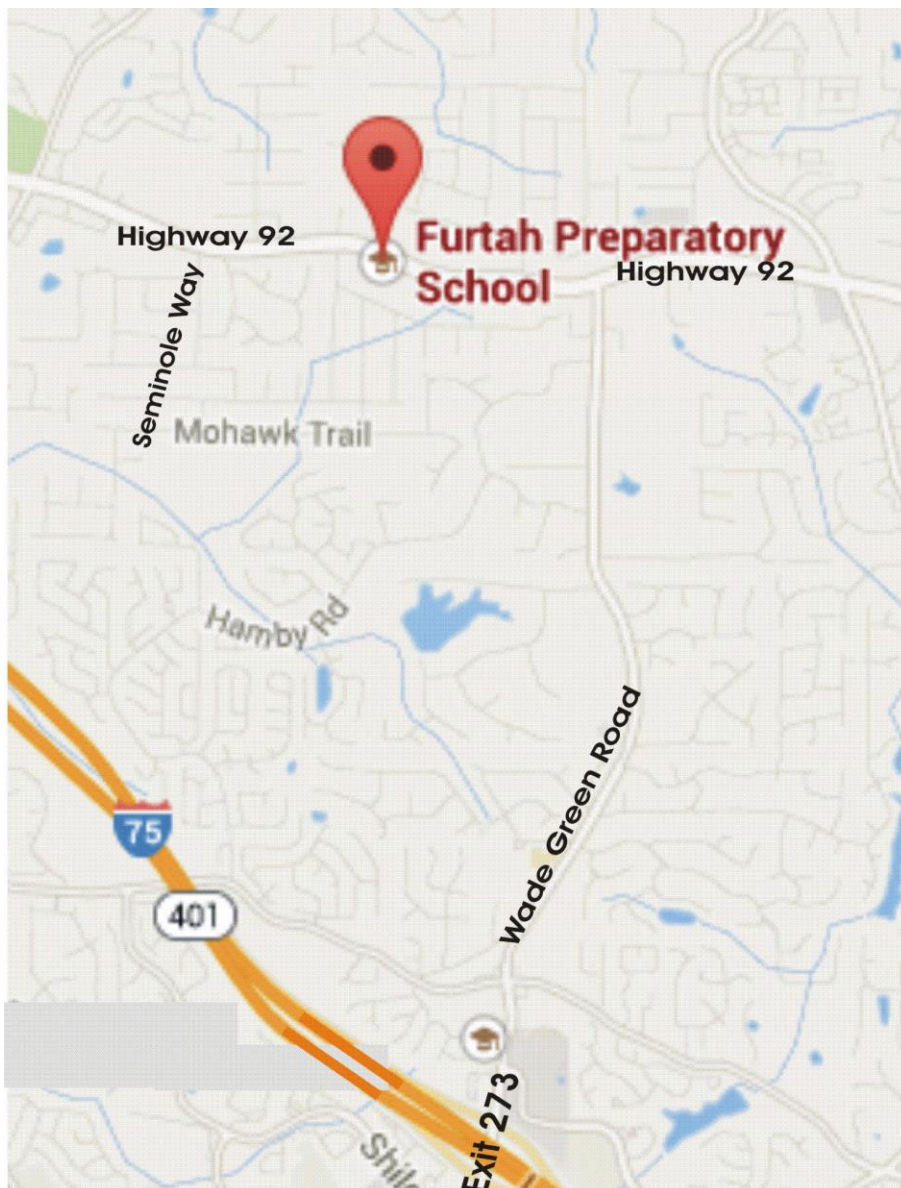 Highway 92
Furtah Preparatory
School
Highway 92
Seminole Way
Mohawk Trail
Hamby Rd
Wade Green Road
75
401
Exit 273